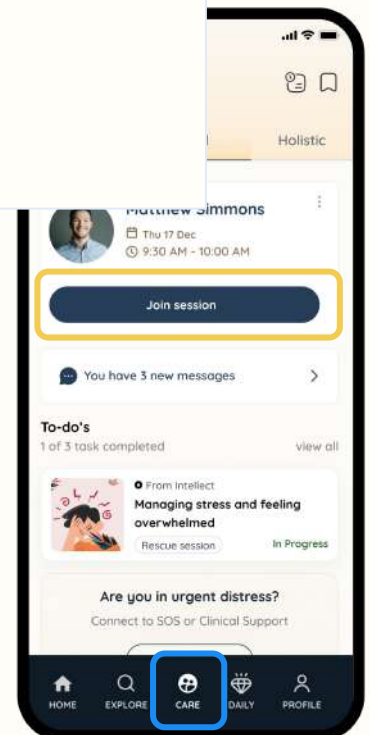 Holistic
Matthew Simmons
Thu 17 Dec
9:30 AM - 10:00 AM
Join session
You have 3 new messages
To-do's
1 of 3 task completed
view all
From Intellect
Managing stress and feeling
overwhelmed
Rescue session
In Progress
Are you in urgent distress?
Connect to SOS or Clinical Support
HOME
EXPLORE
CARE
DAILY
PROFILE